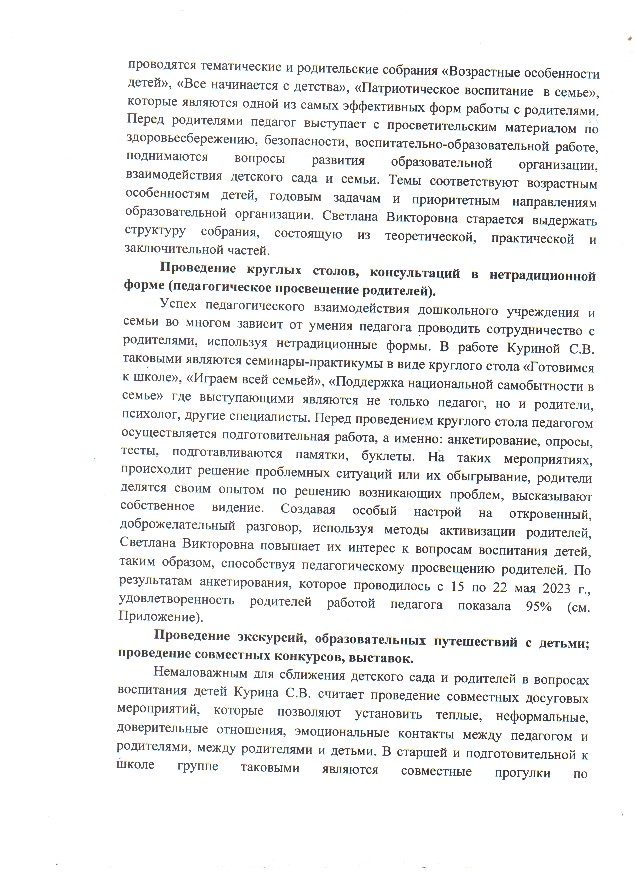 проводятся тематические и родительские собрания «Возрастные особенности
детей», «Все начинается с детства», «Патриотическое воспитание в семье»,
которые являются одной из самых эффективных форм работы с родителями.
Перед родителями педагог выступает с просветительским материалом по
здоровьесбережению, безопасности, воспитательно-образовательной работе,
поднимаются вопросы развития образовательной организации,
взаимодействия детского сада и семьи. Темы соответствуют возрастным
особенностям детей, годовым задачам и приоритетным направлениям
образовательной организации. Светлана Викторовна старается выдержать
структуру собрания, состоящую из теоретической, практической и
заключительной частей.
Проведение круглых столов, консультаций в нетрадиционной
форме (педагогическое просвещение родителей).
Успех педагогического взаимодействия дошкольного учреждения и
семьи во многом зависит от умения педагога проводить сотрудничество с
родителями, используя нетрадиционные формы. В работе Куриной С.В.
таковыми являются семинары-практикумы в виде круглого стола «Готовимся
к школе», «Играем всей семьей», «Поддержка национальной самобытности в
семье» где выступающими являются не только педагог, но и родители,
психолог, другие специалисты. Перед проведением круглого стола педагогом
осуществляется подготовительная работа, а именно: анкетирование, опросы,
тесты, подготавливаются памятки, буклеты. На таких мероприятиях,
происходит решение проблемных ситуаций или их обыгрывание, родители
делятся своим опытом по решению возникающих проблем, высказывают
собственное видение. Создавая особый настрой на откровенный,
доброжелательный разговор, используя методы активизации родителей,
Светлана Викторовна повышает их интерес к вопросам воспитания детей,
таким образом, способствуя педагогическому просвещению родителей. По
результатам анкетирования, которое проводилось с 15 по 22 мая 2023 г.,
удовлетворенность родителей работой педагога показала 95% (см.
Приложение).
Проведение экскурсий, образовательных путешествий с детьми;
проведение совместных конкурсов, выставок.
Немаловажным для сближения детского сада и родителей в вопросах
воспитания детей Курина С.В. считает проведение совместных досуговых
мероприятий, которые позволяют установить теплые, неформальные,
доверительные отношения, эмоциональные контакты между педагогом и
родителями, между родителями и детьми. В старшей и подготовительной к
школе группе таковыми являются совместные прогулки по